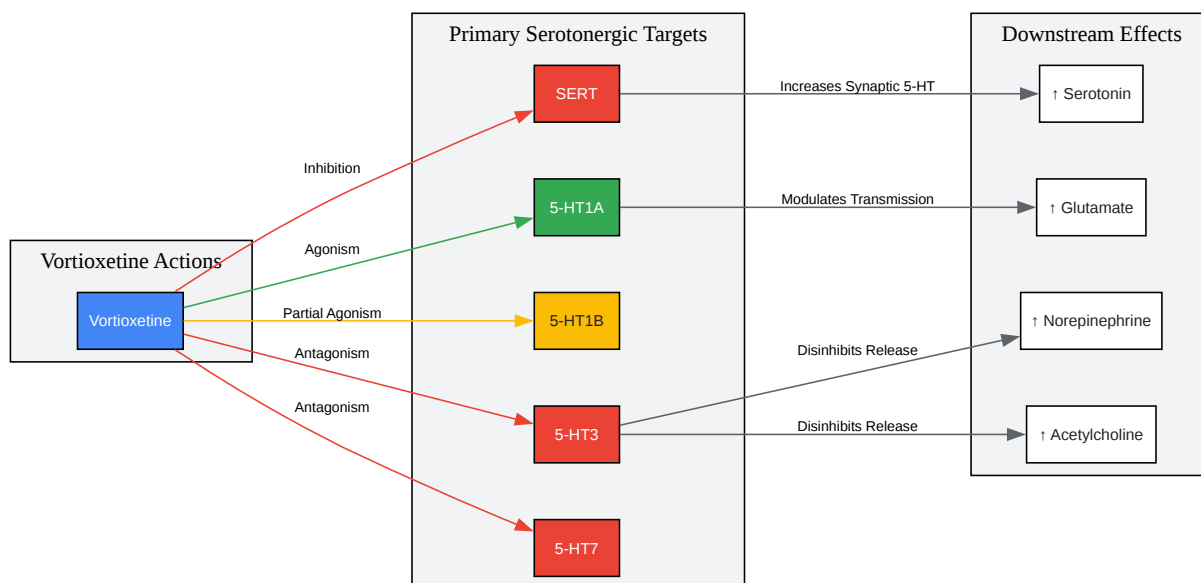 Primary Serotonergic Targets
Downstream Effects
SERT
Increases Synaptic 5-HT
↑ Serotonin
Inhibition
5-HT1A
Modulates Transmission
↑ Glutamate
Agonism
Vortioxetine Actions
Vortioxetine
Partial Agonism
5-HT1B
↑ Norepinephrine
Antagonism
Disinhibits Release
Antagonism
5-HT3
Disinhibits Release
↑ Acetylcholine
5-HT7